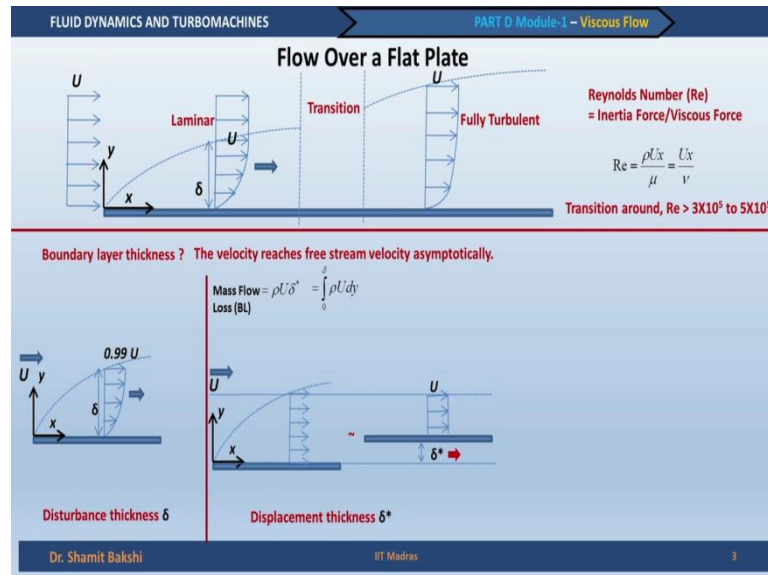 FLUID DYNAMICS AND TURBOMACHINES
PART D Module-1 – Viscous Flow
Flow Over a Flat Plate
U
Laminar
U
y
x
δ
Transition
U
Fully Turbulent
Reynolds Number (Re)
= Inertia Force/Viscous Force
Re = ρUx/μ = Ux/ν
Transition around, Re > 3X10⁵ to 5X10
Boundary layer thickness ? The velocity reaches free stream velocity asymptotically.
Mass Flow = ρUδ* = ∫₀^δ ρUdy
Loss (BL)
0.99 U
U y
δ
x
Disturbance thickness δ
U
y
x
~
U
δ*
Displacement thickness δ*
Dr. Shamit Bakshi
IIT Madras
3